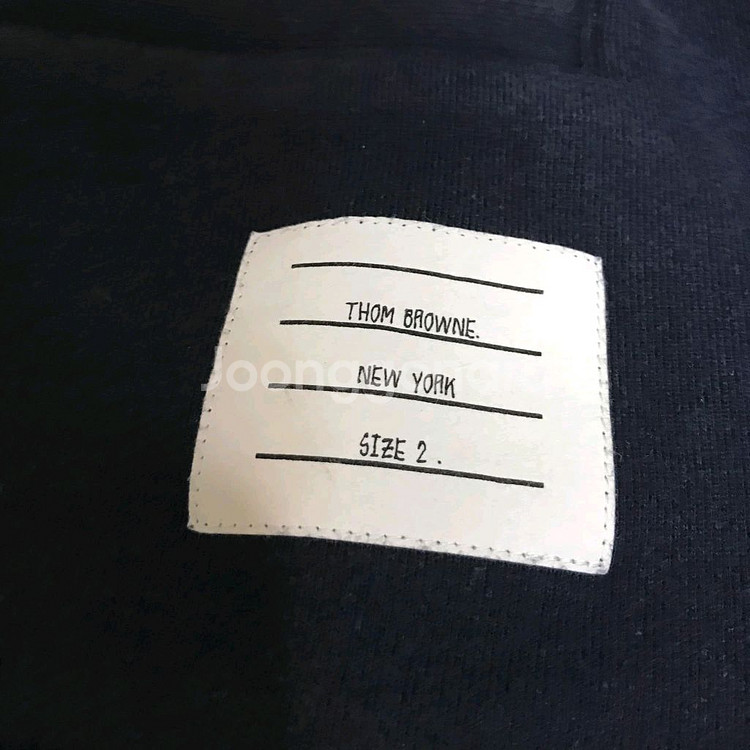 THOM BROWNE.
NEW YORK
SIZE 2 .